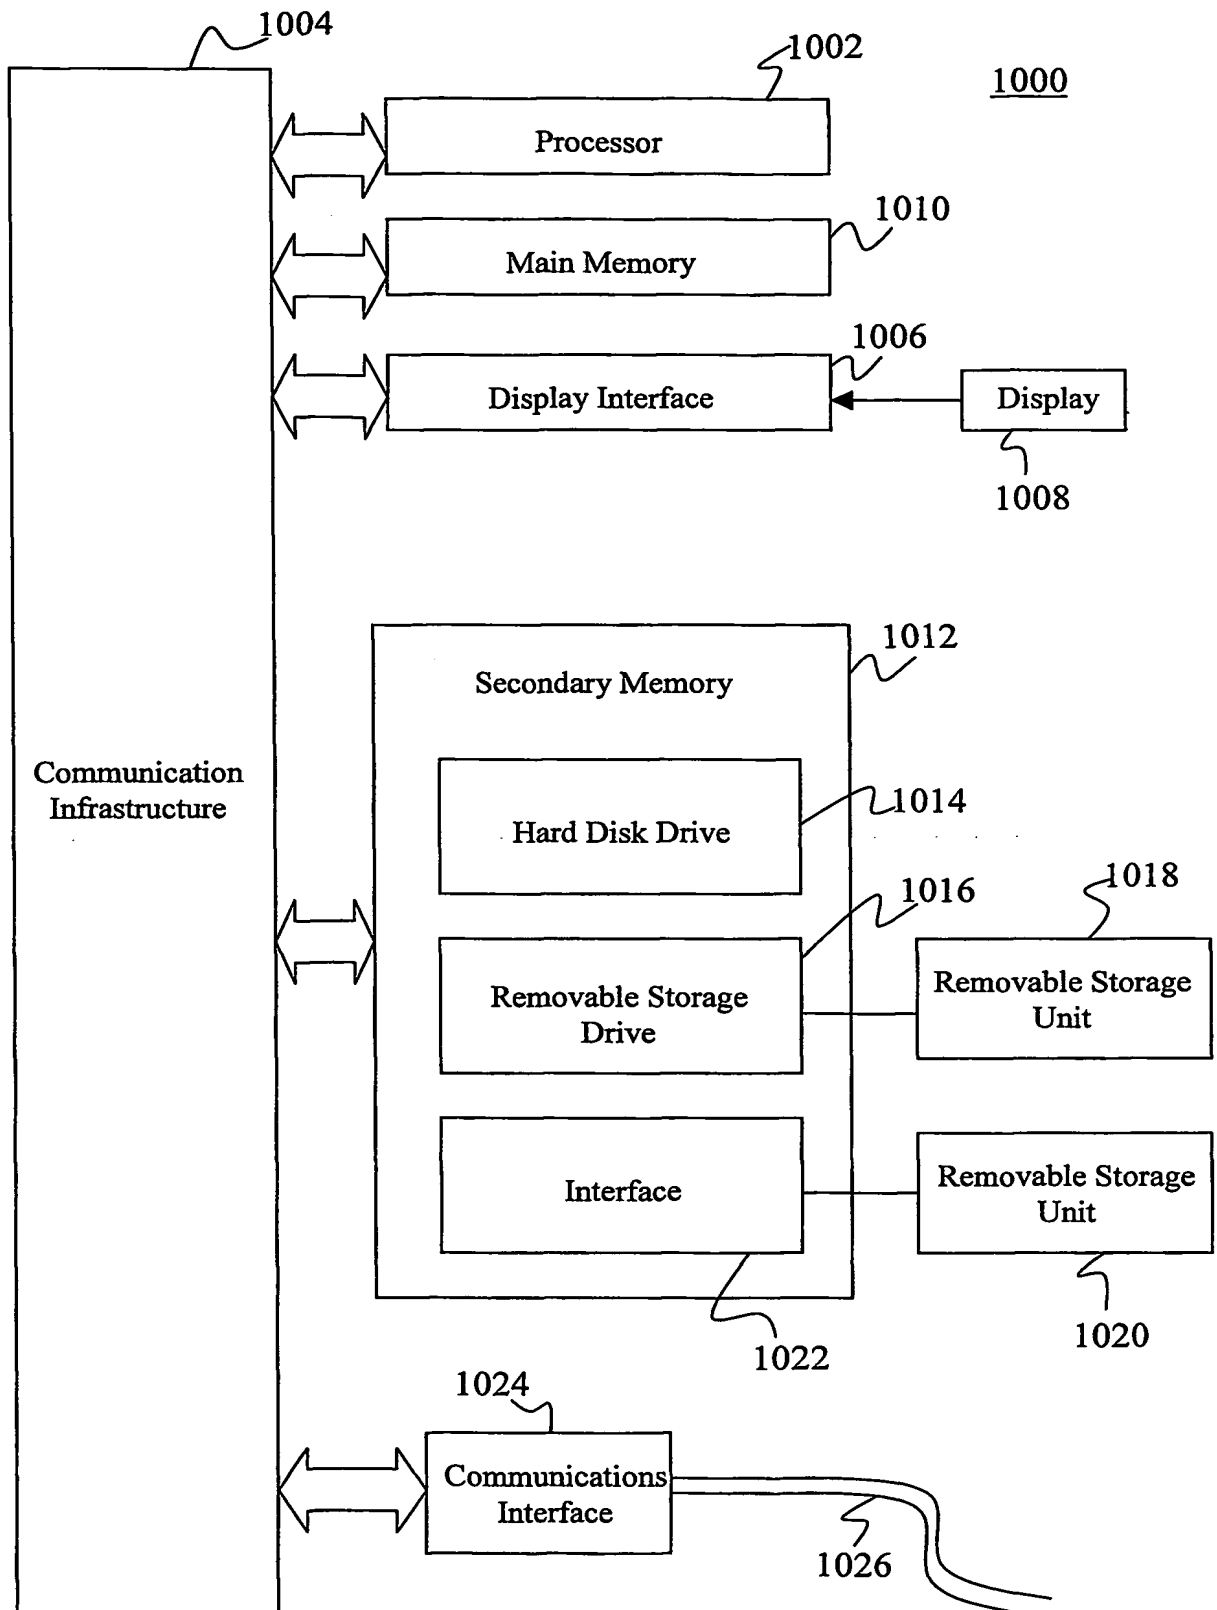 1004
1002
1000
Processor
1010
Main Memory
1006
Display Interface
Display
1008
1012
Secondary Memory
Communication
Infrastructure
1014
Hard Disk Drive
1016
1018
Removable Storage
Drive
Removable Storage
Unit
Interface
Removable Storage
Unit
1022
1020
1024
Communications
Interface
1026